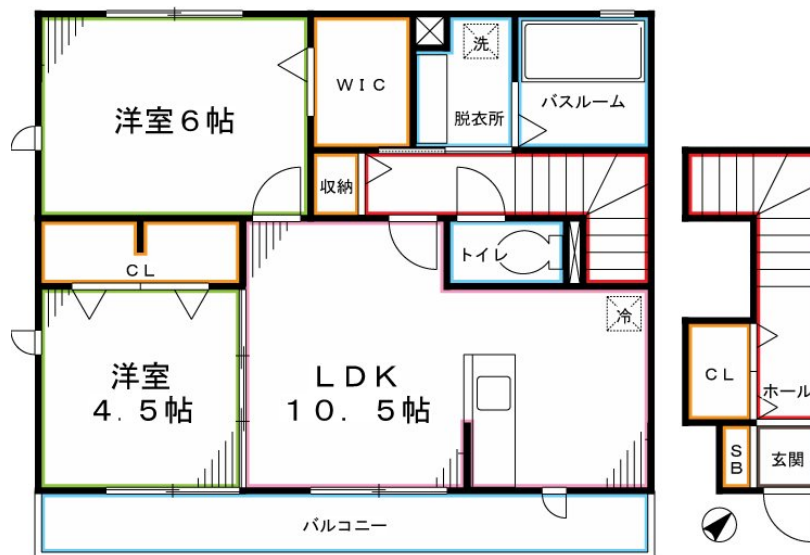 洋室6帖
WIC
洗
脱衣所
バスルーム
収納
トイレ
CL
冷
洋室
4.5帖
LDK
10.5帖
バルコニー
CL
ホール
SB
玄関